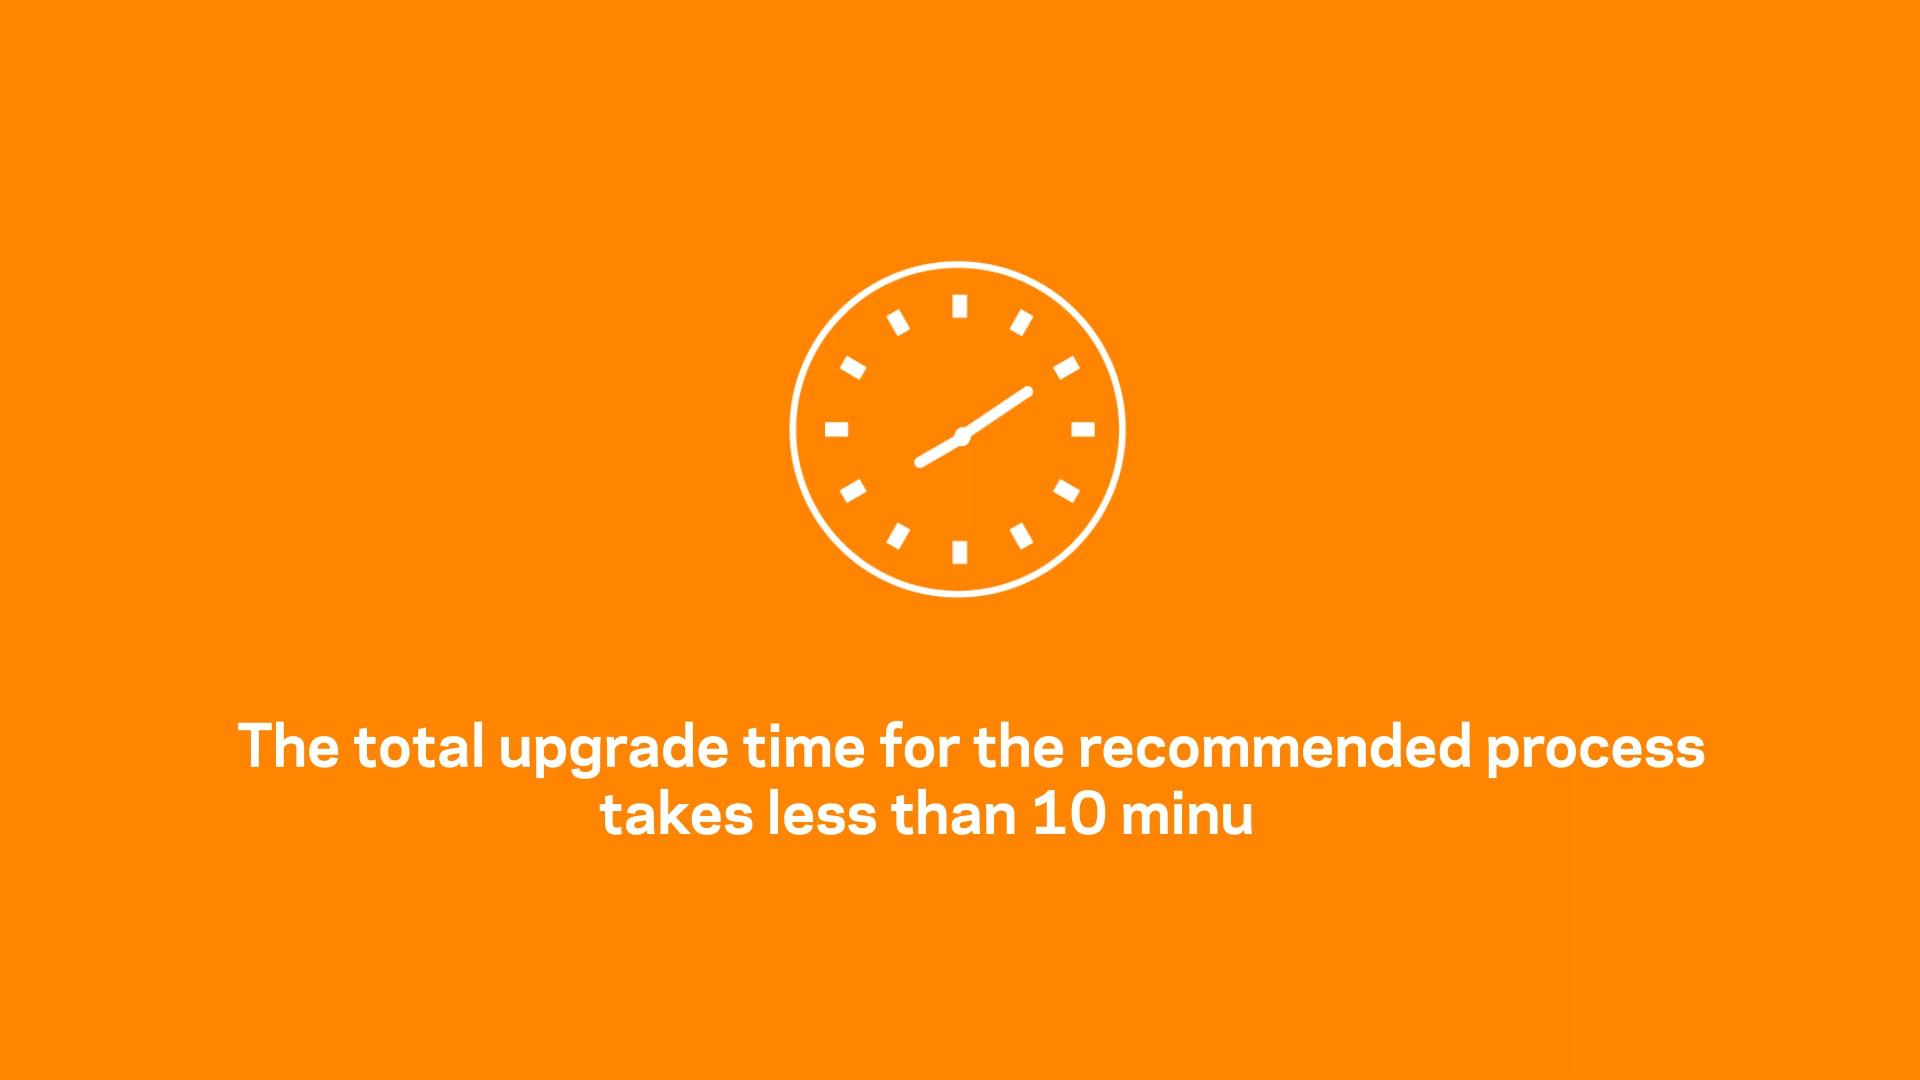 The total upgrade time for the recommended process
takes less than 10 minu